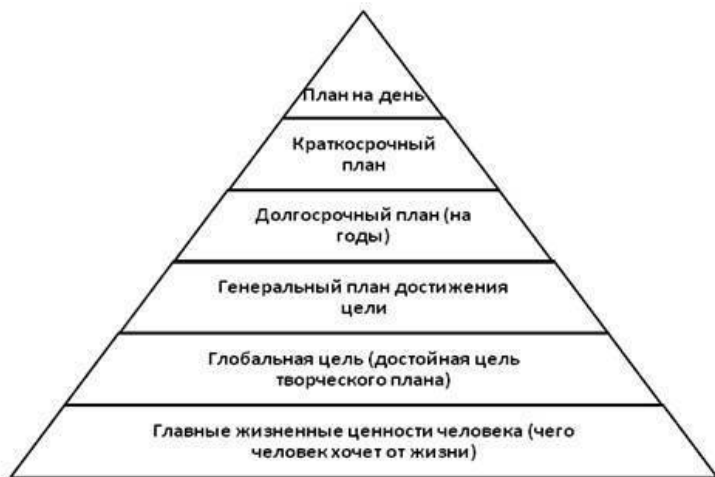 План на день
Краткосрочный
план
Долгосрочный план (на
годы)
Генеральный план достижения
цели
Глобальная цель (достойная цель
творческого плана)
Главные жизненные ценности человека (чего
человек хочет от жизни)